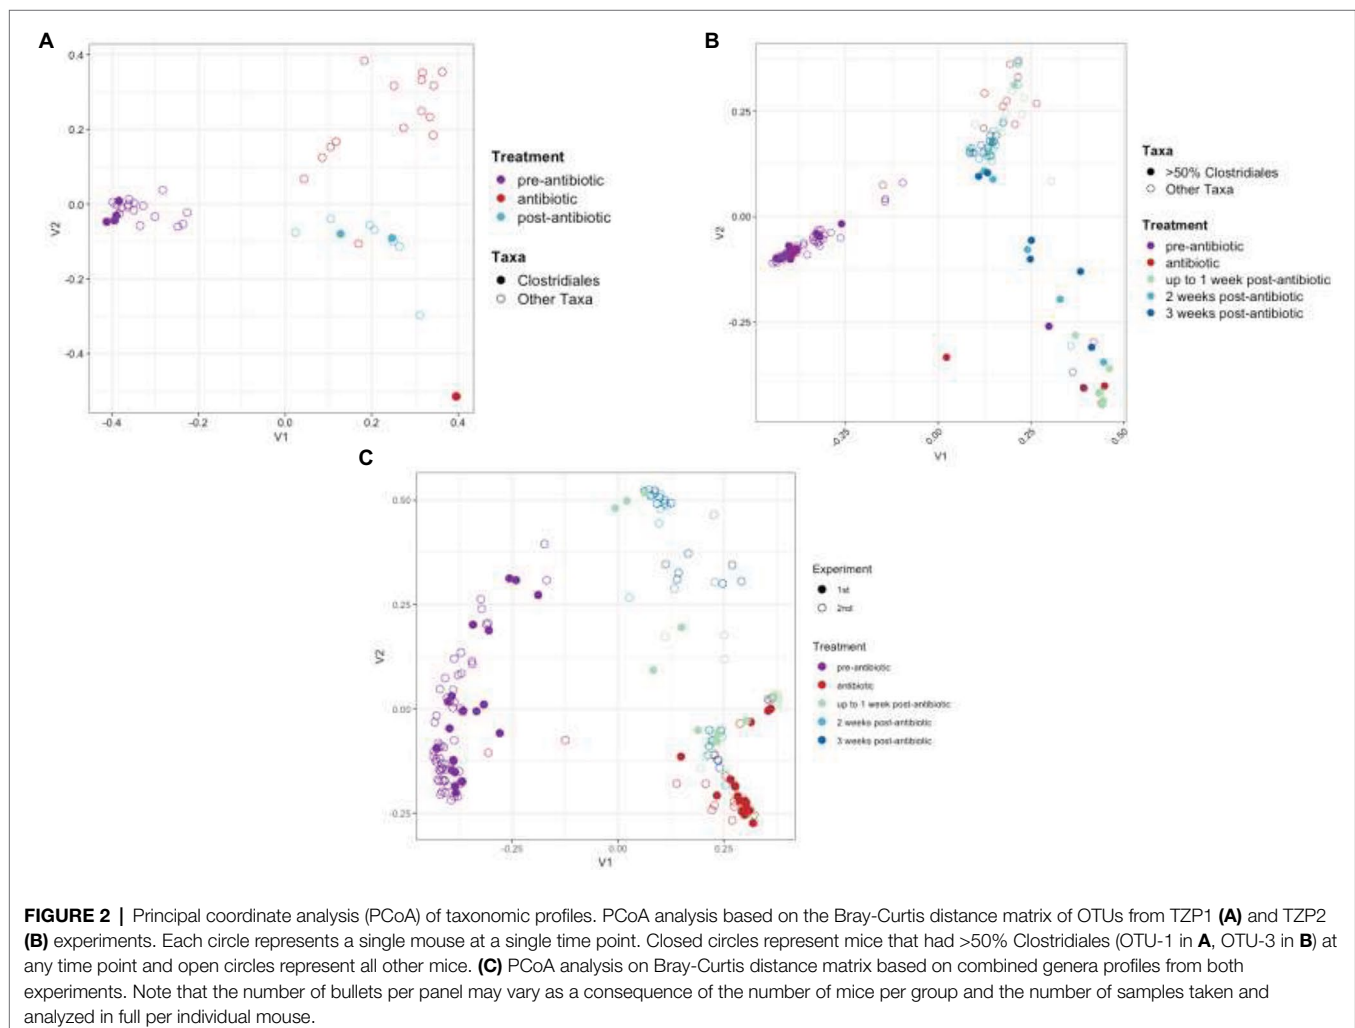 A
0.4
0.2
0.0
-0.2
-0.4
V2
-0.4
-0.2
0.0
0.2
0.4
V1
Treatment
pre-antibiotic
antibiotic
post-antibiotic
Taxa
Clostridiales
Other Taxa
B
0.25
0.00
-0.25
V2
-0.25
0.00
0.25
0.50
V1
Taxa
>50% Clostridiales
Other Taxa
Treatment
pre-antibiotic
antibiotic
up to 1 week post-antibiotic
2 weeks post-antibiotic
3 weeks post-antibiotic
C
0.50
0.25
0.00
-0.25
V2
-0.25
0.00
0.25
V1
Experiment
1st
2nd
Treatment
pre-antibiotic
antibiotic
up to 1 week post-antibiotic
2 weeks post-antibiotic
3 weeks post-antibiotic
FIGURE 2 | Principal coordinate analysis (PCoA) of taxonomic profiles. PCoA analysis based on the Bray-Curtis distance matrix of OTUs from TZP1 (A) and TZP2
(B) experiments. Each circle represents a single mouse at a single time point. Closed circles represent mice that had >50% Clostridiales (OTU-1 in A, OTU-3 in B) at
any time point and open circles represent all other mice. (C) PCoA analysis on Bray-Curtis distance matrix based on combined genera profiles from both
experiments. Note that the number of bullets per panel may vary as a consequence of the number of mice per group and the number of samples taken and
analyzed in full per individual mouse.